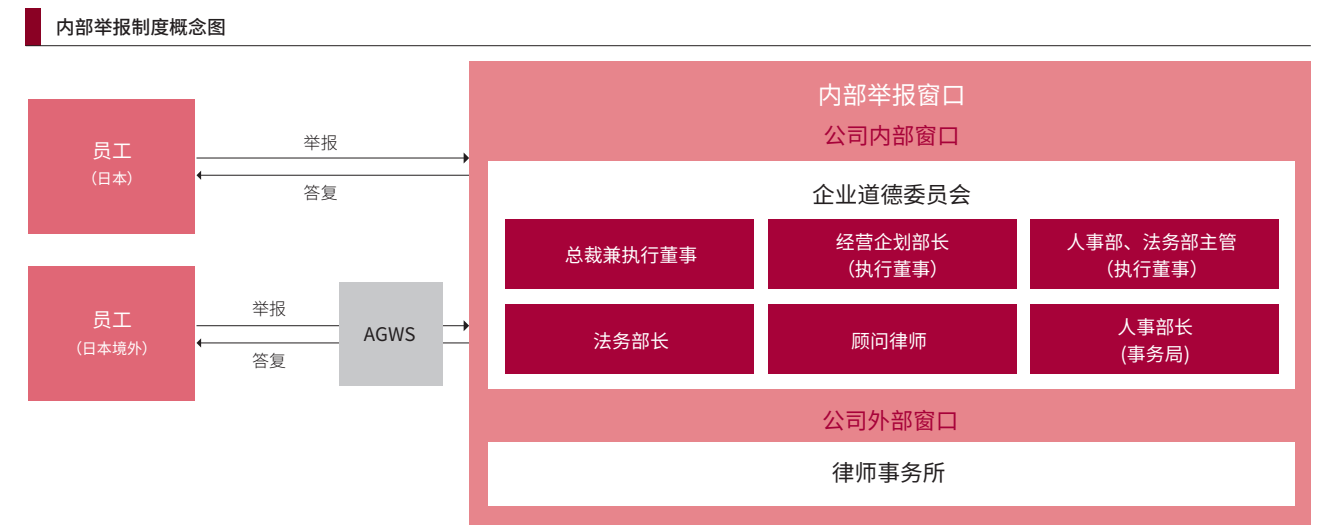 内部举报制度概念图
员工
（日本）
举报
答复
员工
（日本境外）
举报
答复
AGWS
内部举报窗口
公司内部窗口
企业道德委员会
总裁兼执行董事
经营企划部长
（执行董事）
人事部、法务部主管
（执行董事）
法务部长
顾问律师
人事部长
(事务局)
公司外部窗口
律师事务所